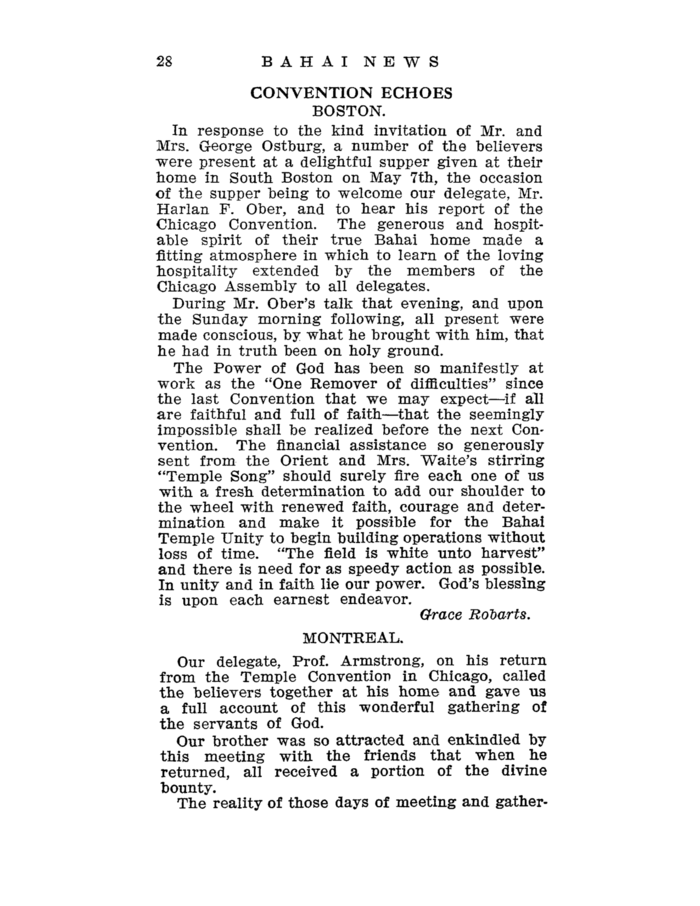 28 BAHAI NEWS
CONVENTION ECHOES
BOSTON.
In response to the kind invitation of Mr. and
Mrs. George Ostburg, a number of the believers
were present at a delightful supper given at their
home in South Boston on May 7th, the occasion
of the supper being to welcome our delegate, Mr.
Harlan F. Ober, and to hear his report of the
Chicago Convention. The generous and hospit-
able spirit of their true Bahai home made a
fitting atmosphere in which to learn of the loving
hospitality extended by the members of the
Chicago Assembly to all delegates.
During Mr. Ober's talk that evening, and upon
the Sunday morning following, all present were
made conscious, by what he brought with him, that
he had in truth been on holy ground.
The Power of God has been so manifestly at
work as the "One Remover of difficulties" since
the last Convention that we may expect—if all
are faithful and full of faith—that the seemingly
impossible shall be realized before the next Con-
vention. The financial assistance so generously
sent from the Orient and Mrs. Waite's stirring
"Temple Song" should surely fire each one of us
with a fresh determination to add our shoulder to
the wheel with renewed faith, courage and deter-
mination and make it possible for the Bahai
Temple Unity to begin building operations without
loss of time. "The field is white unto harvest"
and there is need for as speedy action as possible.
In unity and in faith lie our power. God's blessing
is upon each earnest endeavor.
Grace Robarts.
MONTREAL.
Our delegate, Prof. Armstrong, on his return
from the Temple Convention in Chicago, called
the believers together at his home and gave us
a full account of this wonderful gathering of
the servants of God.
Our brother was so attracted and enkindled by
this meeting with the friends that when he
returned, all received a portion of the divine
bounty.
The reality of those days of meeting and gather-